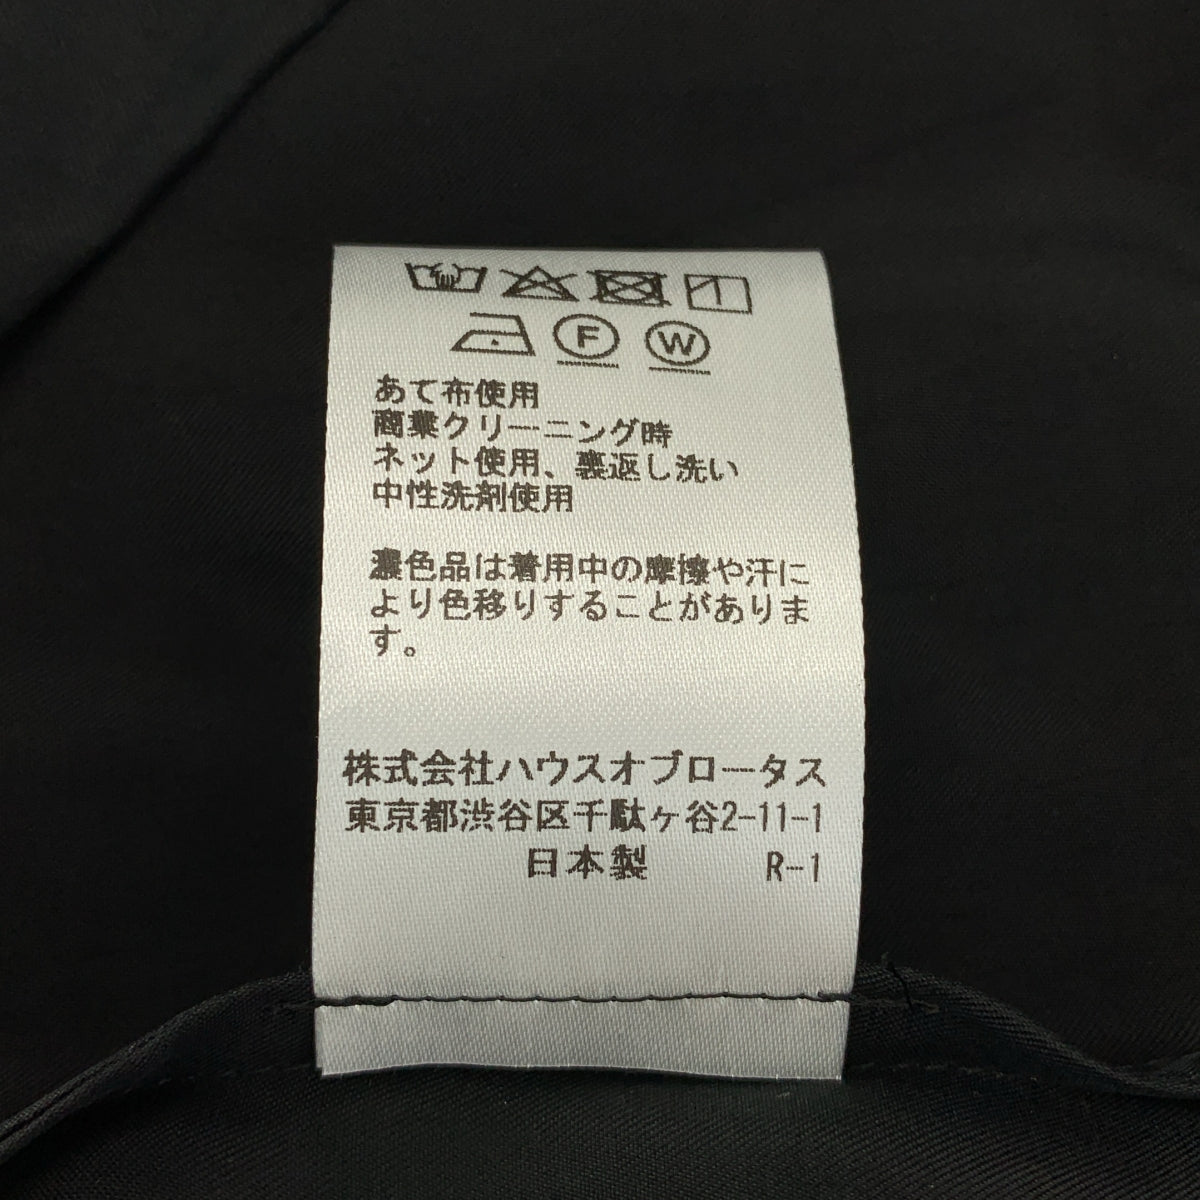 F W
あて布使用
商業クリーニング時
ネット使用、裏返し洗い
中性洗剤使用
濃色品は着用中の摩擦や汗に
より色移りすることがありま
す。
株式会社ハウスオブロータス
東京都渋谷区千駄ヶ谷2-11-1
日本製 R-1